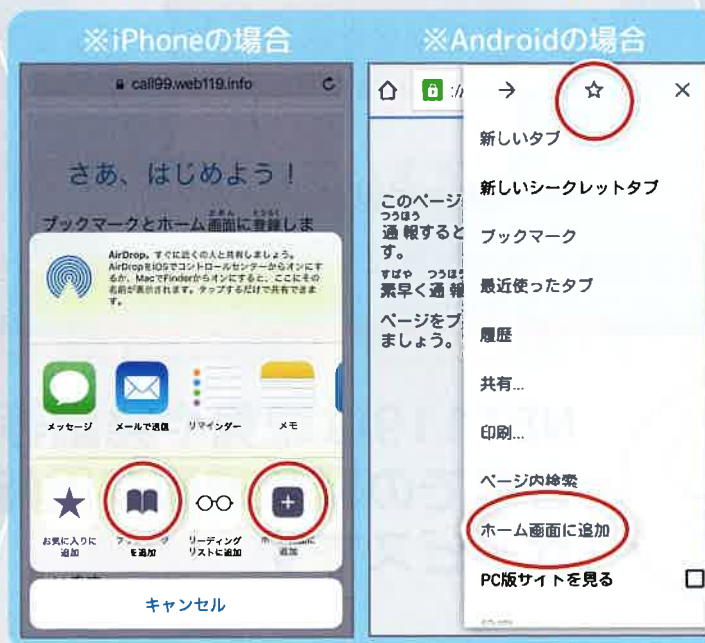 ※iPhoneの場合
call99.web119.info
さあ、はじめよう！
ブックマークとホーム画面に登録しま
AirDrop。すぐに近くの人と共有しましょう。
AirDropをiOSでコントロールセンターからオンにす
るか、MacでFinderからオンにすると、ここにその
名前が表示されます。タップするだけで共有できま
す。
メッセージ
メールで送信
リマインダー
メモ
お気に入りに
追加
を追加
リーディング
リストに追加
追加
キャンセル
※Androidの場合
://
新しいタブ
新しいシークレットタブ
ブックマーク
最近使ったタブ
履歴
共有...
印刷...
ページ内検索
ホーム画面に追加
PC版サイトを見る
このページ
つうほう
通報すると
す。
すばや つうほう
素早く通報
ページをブ
ましょう。